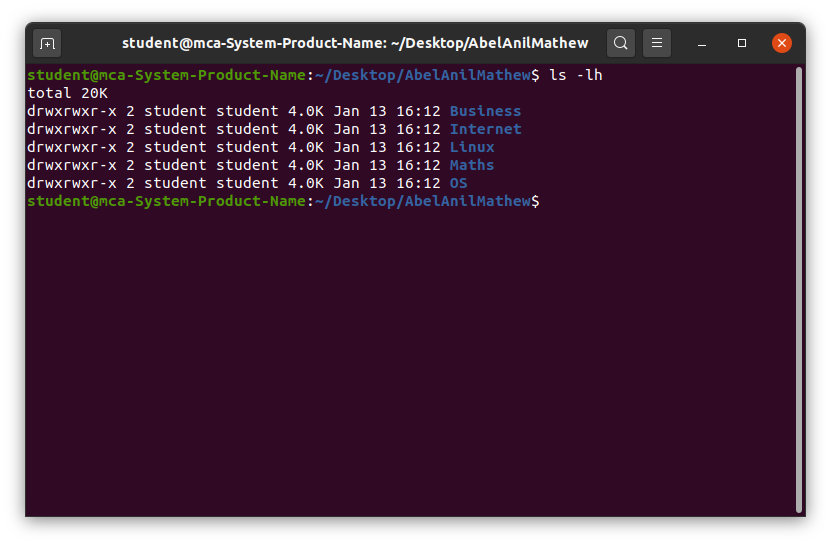 student@mca-System-Product-Name: ~/Desktop/AbelAnilMathew
student@mca-System-Product-Name:~/Desktop/AbelAnilMathew$ ls -lh
total 20K
drwxrwxr-x 2 student student 4.0K Jan 13 16:12 Business
drwxrwxr-x 2 student student 4.0K Jan 13 16:12 Internet
drwxrwxr-x 2 student student 4.0K Jan 13 16:12 Linux
drwxrwxr-x 2 student student 4.0K Jan 13 16:12 Maths
drwxrwxr-x 2 student student 4.0K Jan 13 16:12 OS
student@mca-System-Product-Name:~/Desktop/AbelAnilMathew$